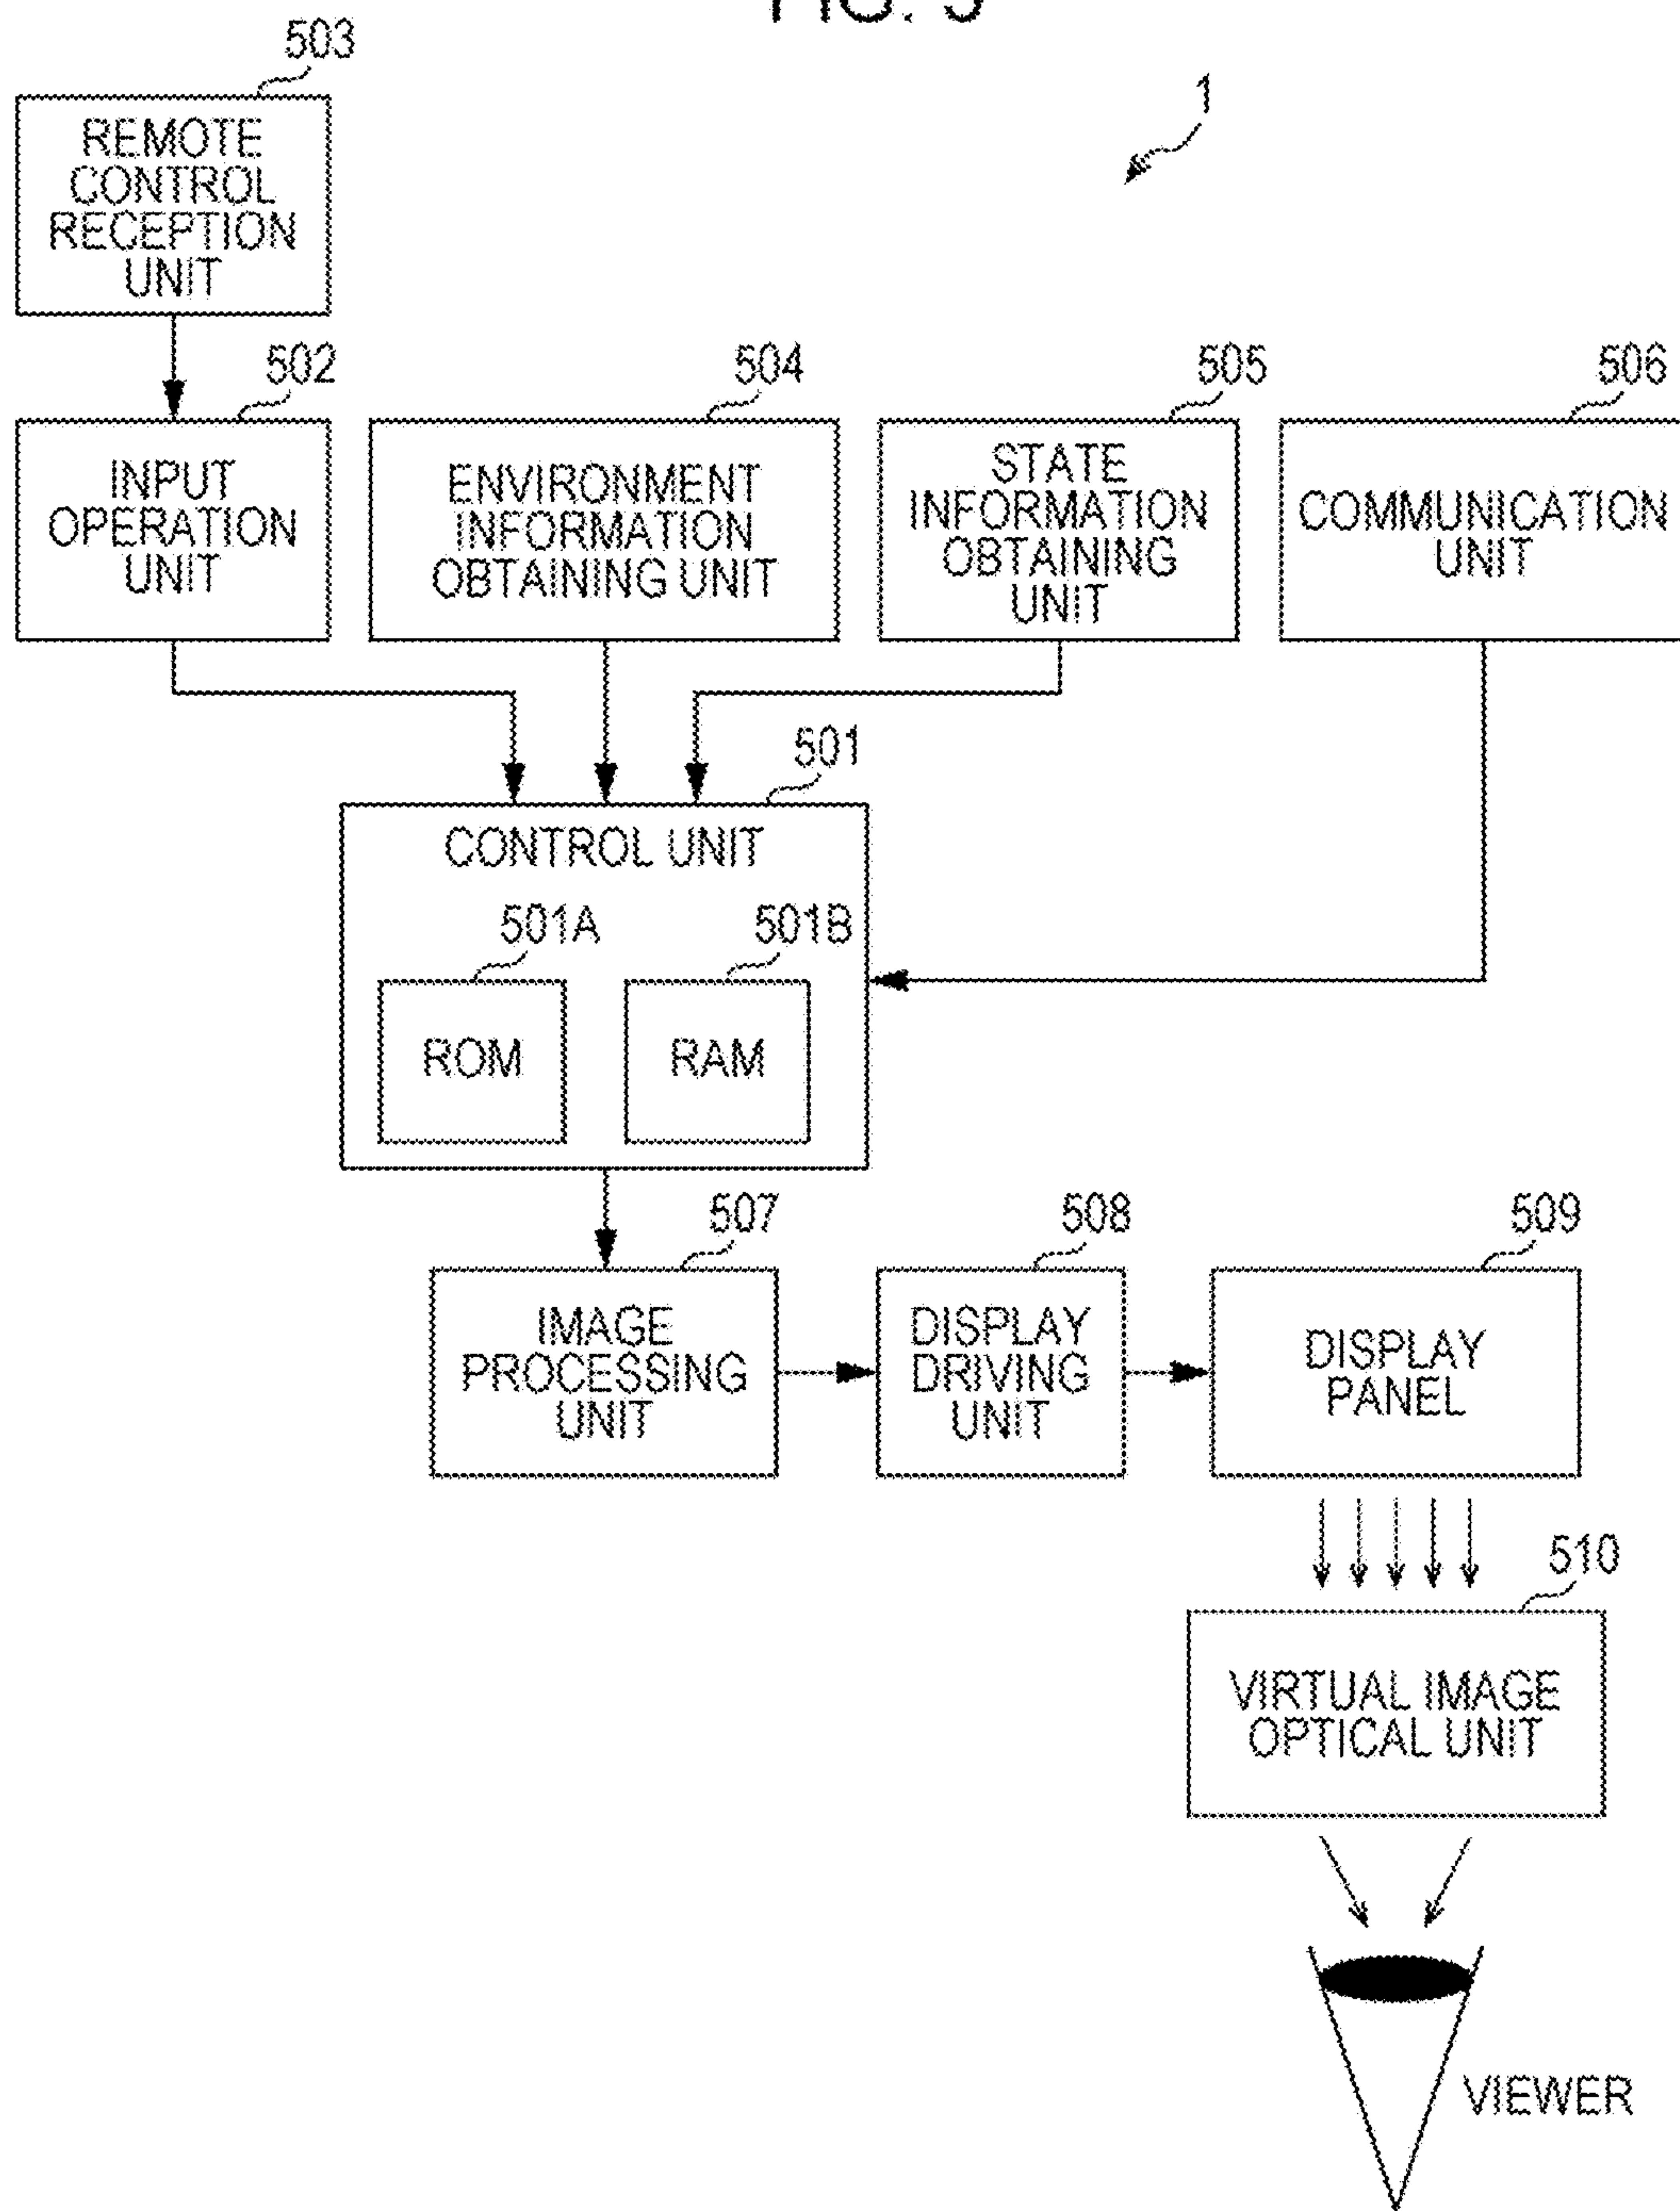 503
1
REMOTE
CONTROL
RECEPTION
UNIT
502
504
505
506
INPUT
OPERATION
UNIT
ENVIRONMENT
INFORMATION
OBTAINING UNIT
STATE
INFORMATION
OBTAINING
UNIT
COMMUNICATION
UNIT
501
CONTROL UNIT
501A
501B
ROM
RAM
507
508
509
IMAGE
PROCESSING
UNIT
DISPLAY
DRIVING
UNIT
DISPLAY
PANEL
510
VIRTUAL IMAGE
OPTICAL UNIT
VIEWER